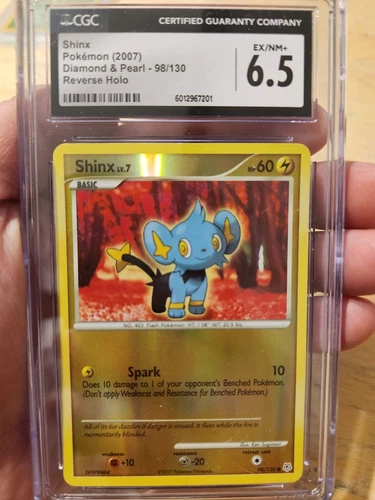 CGC
CERTIFIED GUARANTY COMPANY
Shinx
Pokémon (2007)
Diamond & Pearl - 98/130
Reverse Holo
EX/NM+
6.5
6012967201
Shinx LV.7
HP 60
BASIC
NO. 403 Flash Pokémon HT: 1'08" WT: 20.9 lbs.
Spark 10
Does 10 damage to 1 of your opponent's Benched Pokémon.
(Don't apply Weakness and Resistance for Benched Pokémon.)
All of its fur dazzles if danger is sensed. It flees while the foe is
momentarily blinded.
weakness resistance retreat cost
+10 -20
©2007 Pokémon/Nintendo
98/130